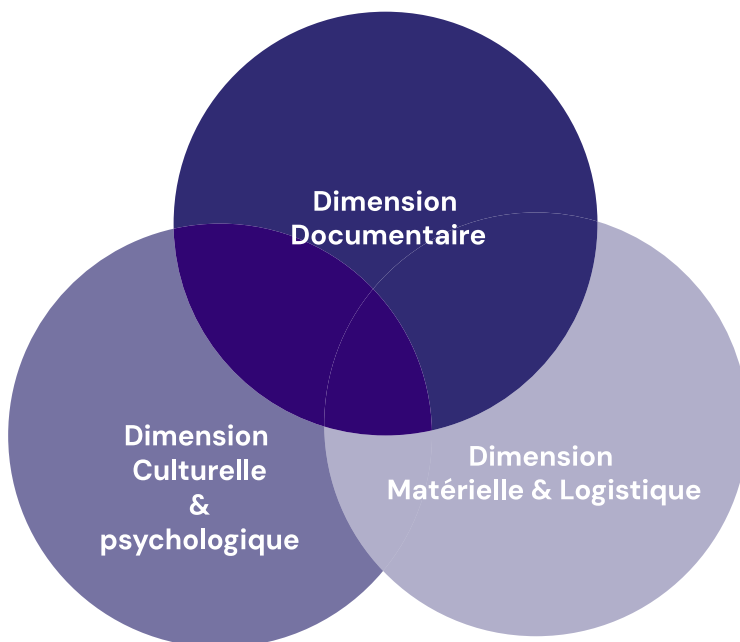 Dimension
Documentaire
Dimension
Culturelle
&
psychologique
Dimension
Matérielle & Logistique